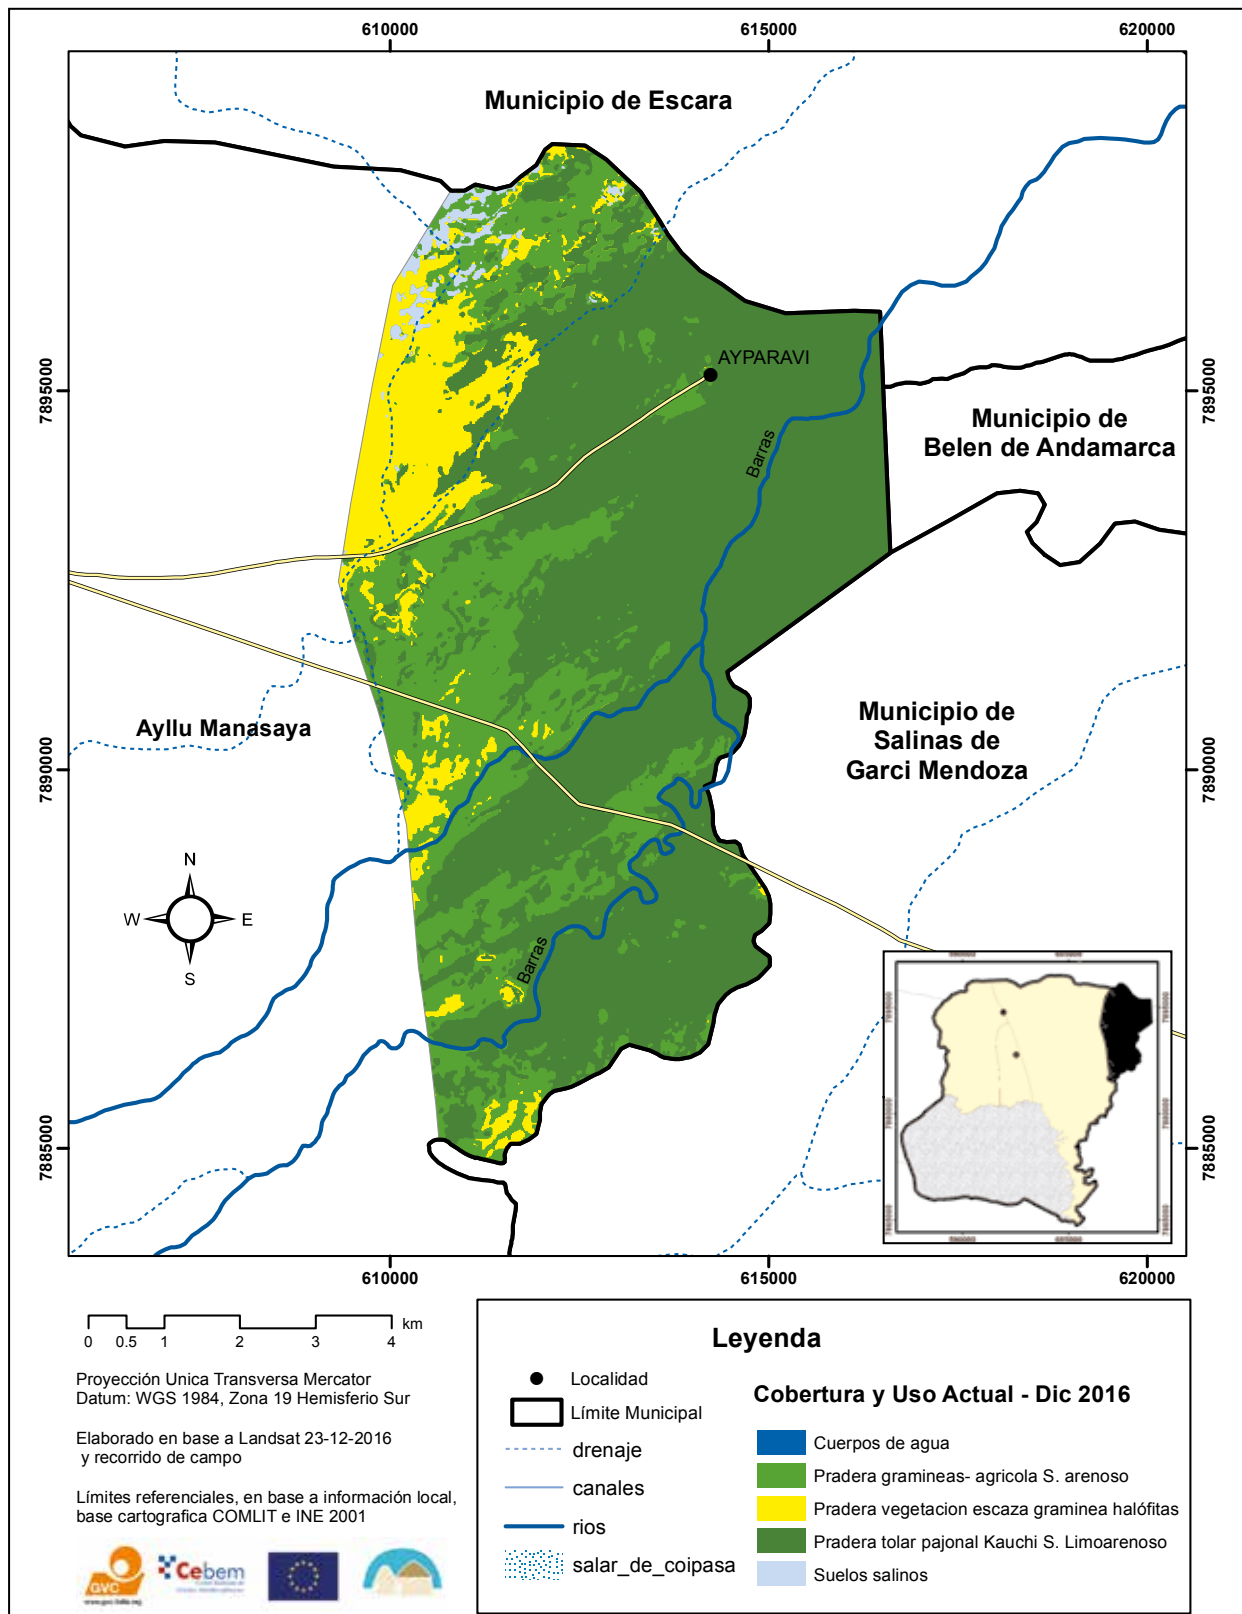 610000
615000
620000
Municipio de Escara
7895000
7895000
AYPARAVI
Barras
Municipio de
Belen de Andamarca
Ayllu Manasaya
Municipio de
Salinas de
Garci Mendoza
7890000
7890000
N
W
E
S
Barras
7885000
7885000
610000
615000
620000
km
0 0.5 1 2 3 4
Proyección Unica Transversa Mercator
Datum: WGS 1984, Zona 19 Hemisferio Sur
Elaborado en base a Landsat 23-12-2016
y recorrido de campo
Límites referenciales, en base a información local,
base cartografica COMLIT e INE 2001
GVC
Cebem
Leyenda
Localidad
Límite Municipal
drenaje
canales
rios
salar_de_coipasa
Cobertura y Uso Actual - Dic 2016
Cuerpos de agua
Pradera gramineas- agricola S. arenoso
Pradera vegetacion escaza graminea halófitas
Pradera tolar pajonal Kauchi S. Limoarenoso
Suelos salinos